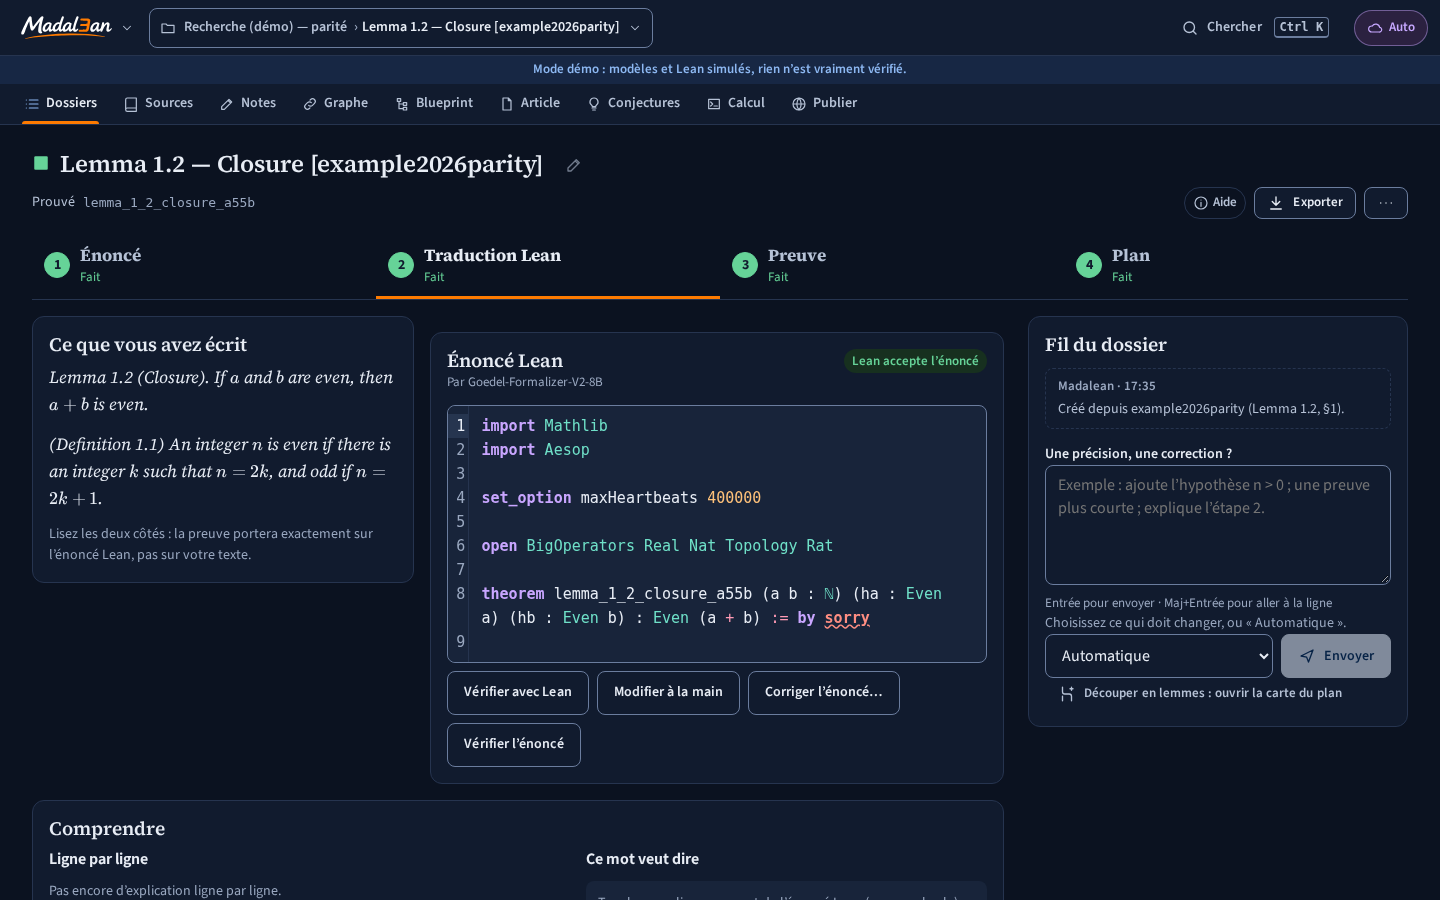 Madal∃an
Recherche (démo) — parité › Lemma 1.2 — Closure [example2026parity]
Chercher Ctrl K
Auto
Mode démo : modèles et Lean simulés, rien n’est vraiment vérifié.
Dossiers Sources Notes Graphe Blueprint Article Conjectures Calcul Publier
Lemma 1.2 — Closure [example2026parity]
Prouvé lemma_1_2_closure_a55b
Aide Exporter ···
1 Énoncé
Fait
2 Traduction Lean
Fait
3 Preuve
Fait
4 Plan
Fait
Ce que vous avez écrit
Lemma 1.2 (Closure). If a and b are even, then
a + b is even.
(Definition 1.1) An integer n is even if there is
an integer k such that n = 2k, and odd if n =
2k + 1.
Lisez les deux côtés : la preuve portera exactement sur
l’énoncé Lean, pas sur votre texte.
Énoncé Lean
Lean accepte l’énoncé
Par Goedel-Formalizer-V2-8B
1 import Mathlib
2 import Aesop
3
4 set_option maxHeartbeats 400000
5
6 open BigOperators Real Nat Topology Rat
7
8 theorem lemma_1_2_closure_a55b (a b : ℕ) (ha : Even
a) (hb : Even b) : Even (a + b) := by sorry
9
Vérifier avec Lean Modifier à la main Corriger l’énoncé…
Vérifier l’énoncé
Fil du dossier
Madalean · 17:35
Créé depuis example2026parity (Lemma 1.2, §1).
Une précision, une correction ?
Exemple : ajoute l’hypothèse n > 0 ; une preuve
plus courte ; explique l’étape 2.
Entrée pour envoyer · Maj+Entrée pour aller à la ligne
Choisissez ce qui doit changer, ou « Automatique ».
Automatique Envoyer
Découper en lemmes : ouvrir la carte du plan
Comprendre
Ligne par ligne
Pas encore d’explication ligne par ligne.
Ce mot veut dire